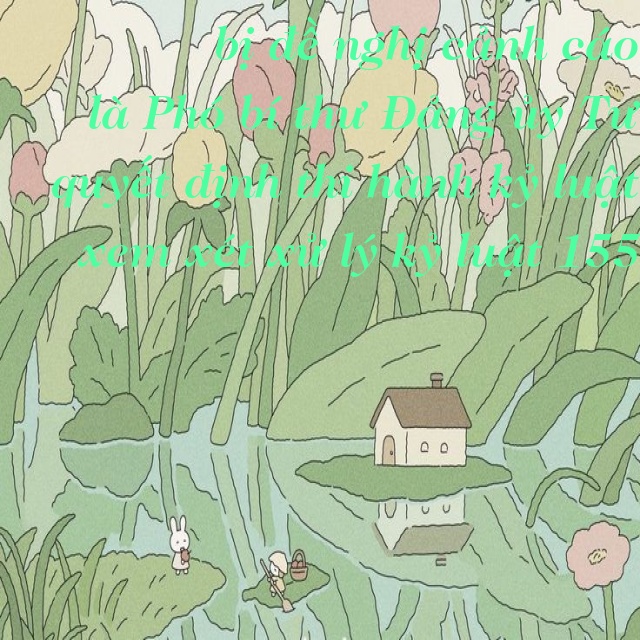 bị đề nghị cảnh cáo
là Phó bí thư Đảng ủy Tư
quyết định thi hành kỷ luật
xem xét xử lý kỷ luật 155